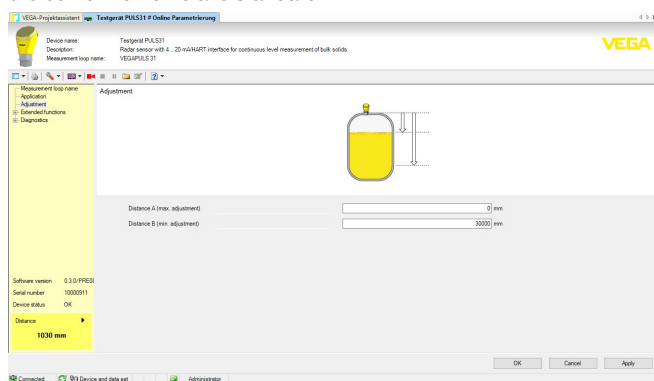 VEGA-Projektassistent
Testgerät PULS31 # Online Parametrierung
Device name: Testgerät PULS31
Description: Radar sensor with 4 .. 20 mA/HART interface for continuous level measurement of bulk solids
Measurement loop name: VEGAPULS 31
VEGA
Measurement loop name
Application
Adjustment
Extended functions
Diagnostics
Adjustment
Distance A (max. adjustment) 0 mm
Distance B (min. adjustment) 30000 mm
Software version 0.3.0/PRE0
Serial number 10000911
Device status OK
Distance
1030 mm
OK Cancel Apply
Connected Device and data set Administrator